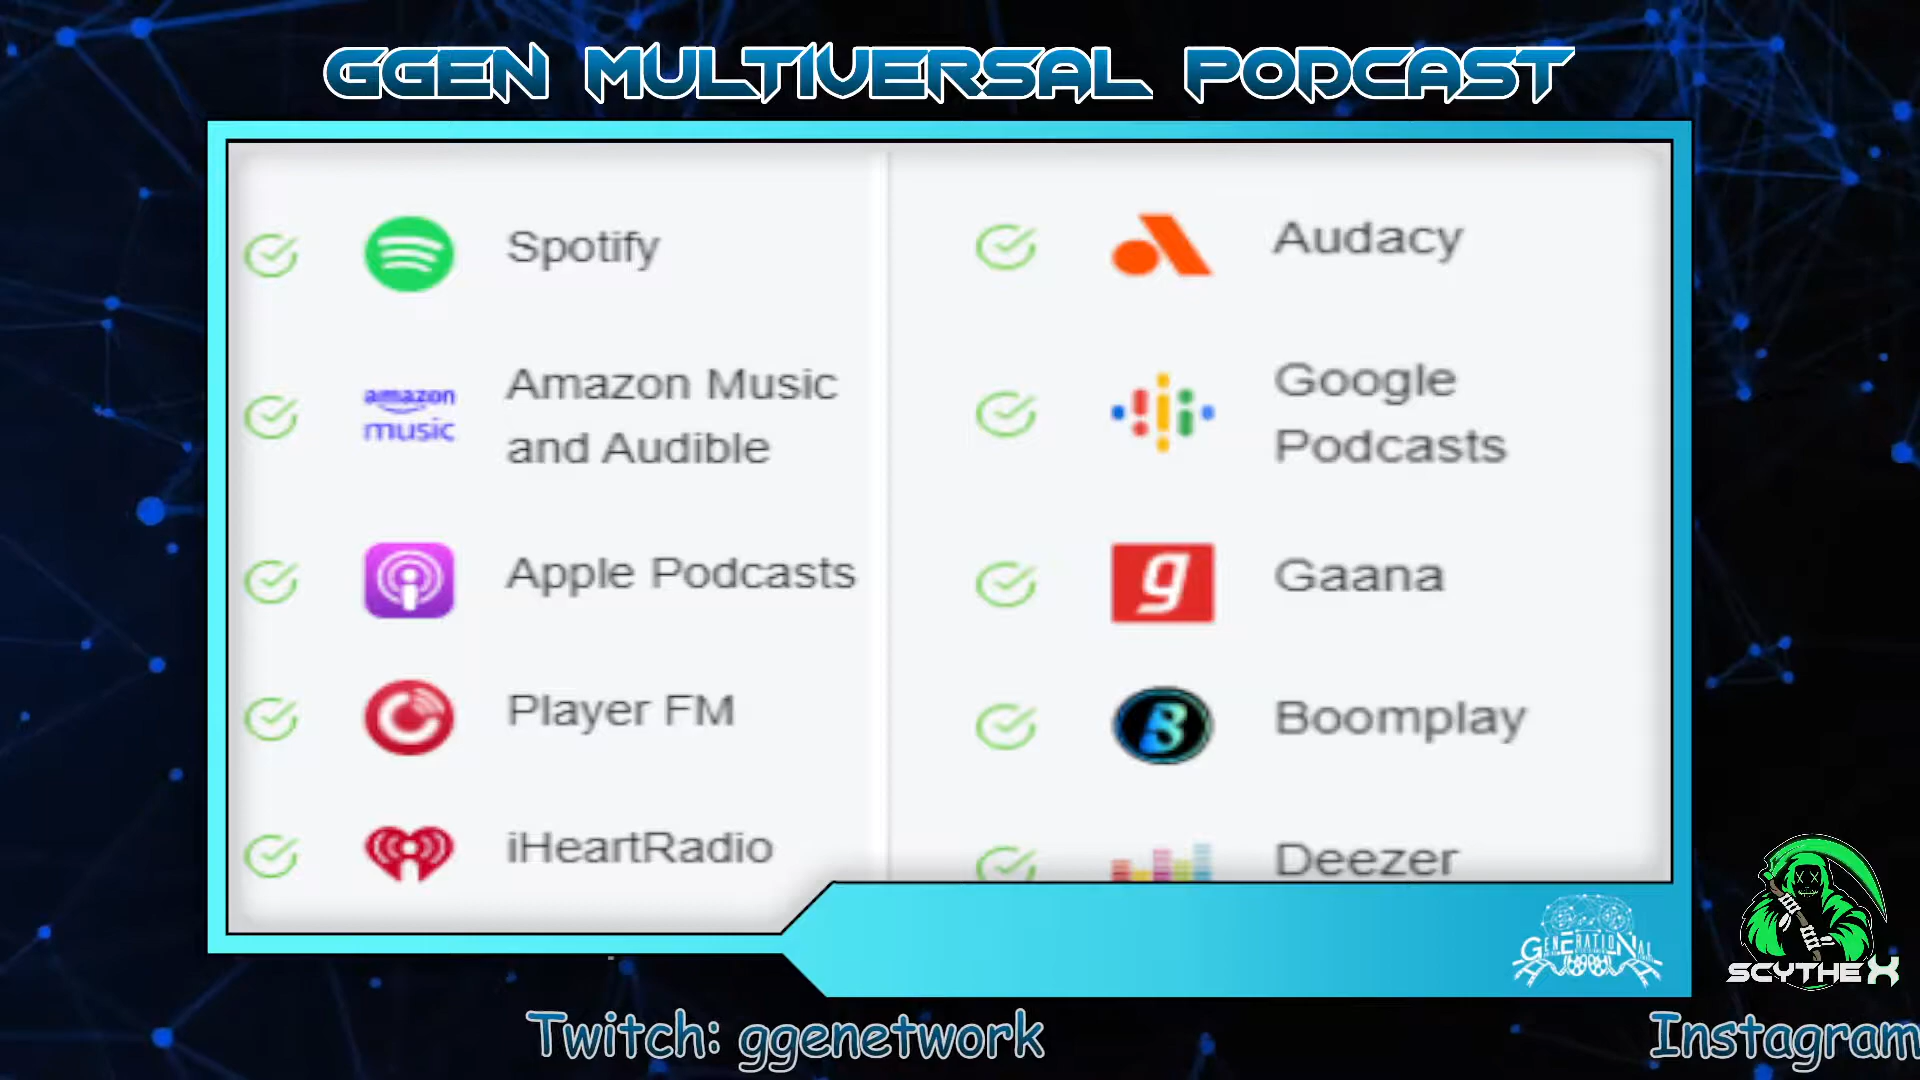 GGEN MULTIVERSAL PODCAST
Spotify
amazon
music
Amazon Music
and Audible
Apple Podcasts
Player FM
iHeartRadio
Audacy
Google
Podcasts
g
Gaana
B
Boomplay
Deezer
GENERATIONAL
SCYTHE X
Twitch: ggenetwork
Instagram